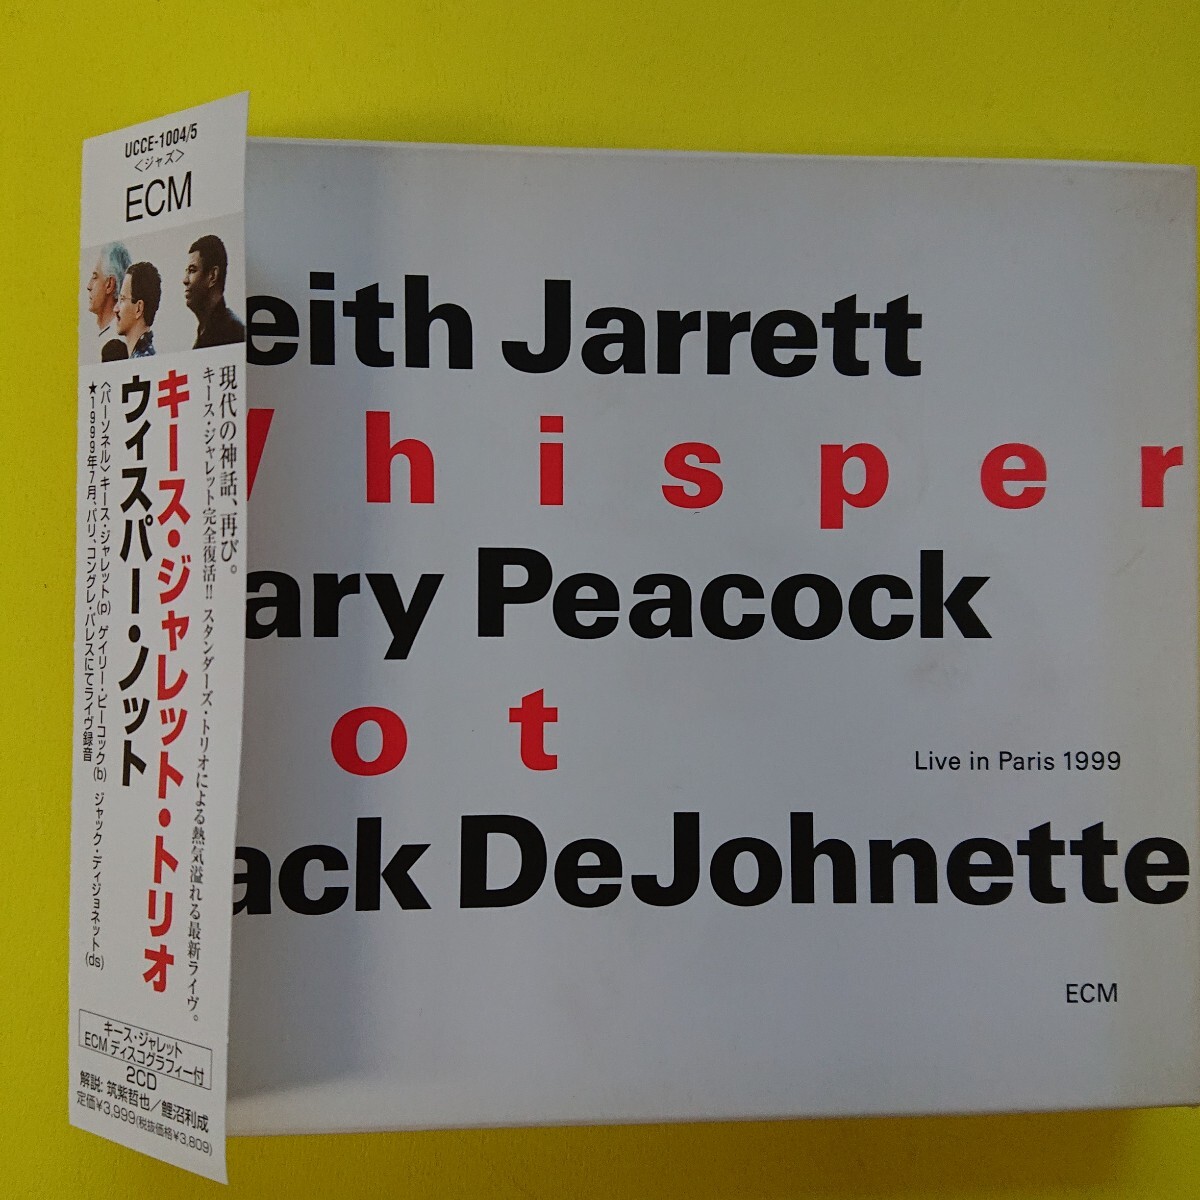 UCCE-1004/5
〈ジャズ〉
ECM
現代の神話、再び。
キース・ジャレット完全復活!! スタンダーズ・トリオによる熱気溢れる最新ライヴ。
キース・ジャレット・トリオ
ウィスパー・ノット
〈パーソネル〉キース・ジャレット(p) ゲイリー・ピーコック(b) ジャック・ディジョネット(ds)
★1999年7月、パリ、コングレ・パレスにてライヴ録音
キース・ジャレット
ECM ディスコグラフィー付
2CD
解説: 筑紫哲也／鯉沼利成
定価¥3,999(税抜価格¥3,809)
eith Jarrett
Whisper
ary Peacock
ot
Live in Paris 1999
ack DeJohnette
ECM